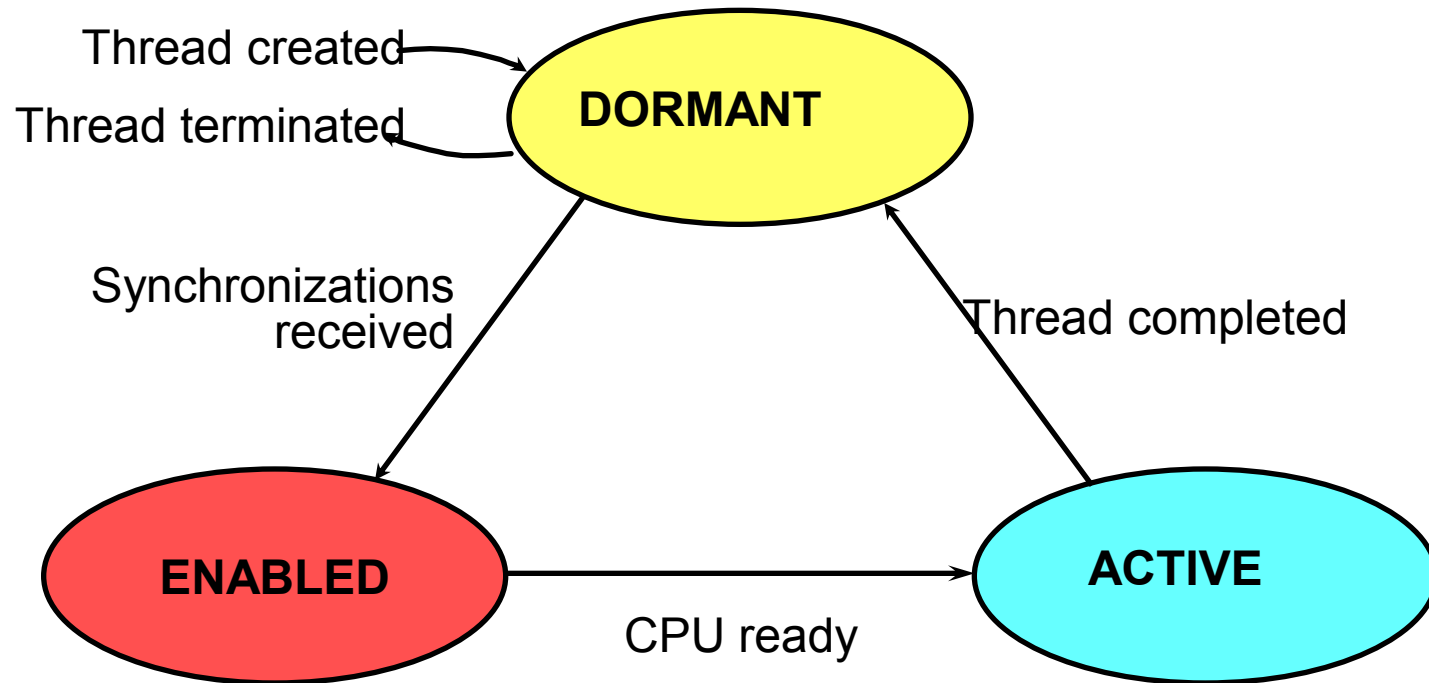 Thread created
DORMANT
Thread terminated
Synchronizations
received
Thread completed
ENABLED
ACTIVE
CPU ready